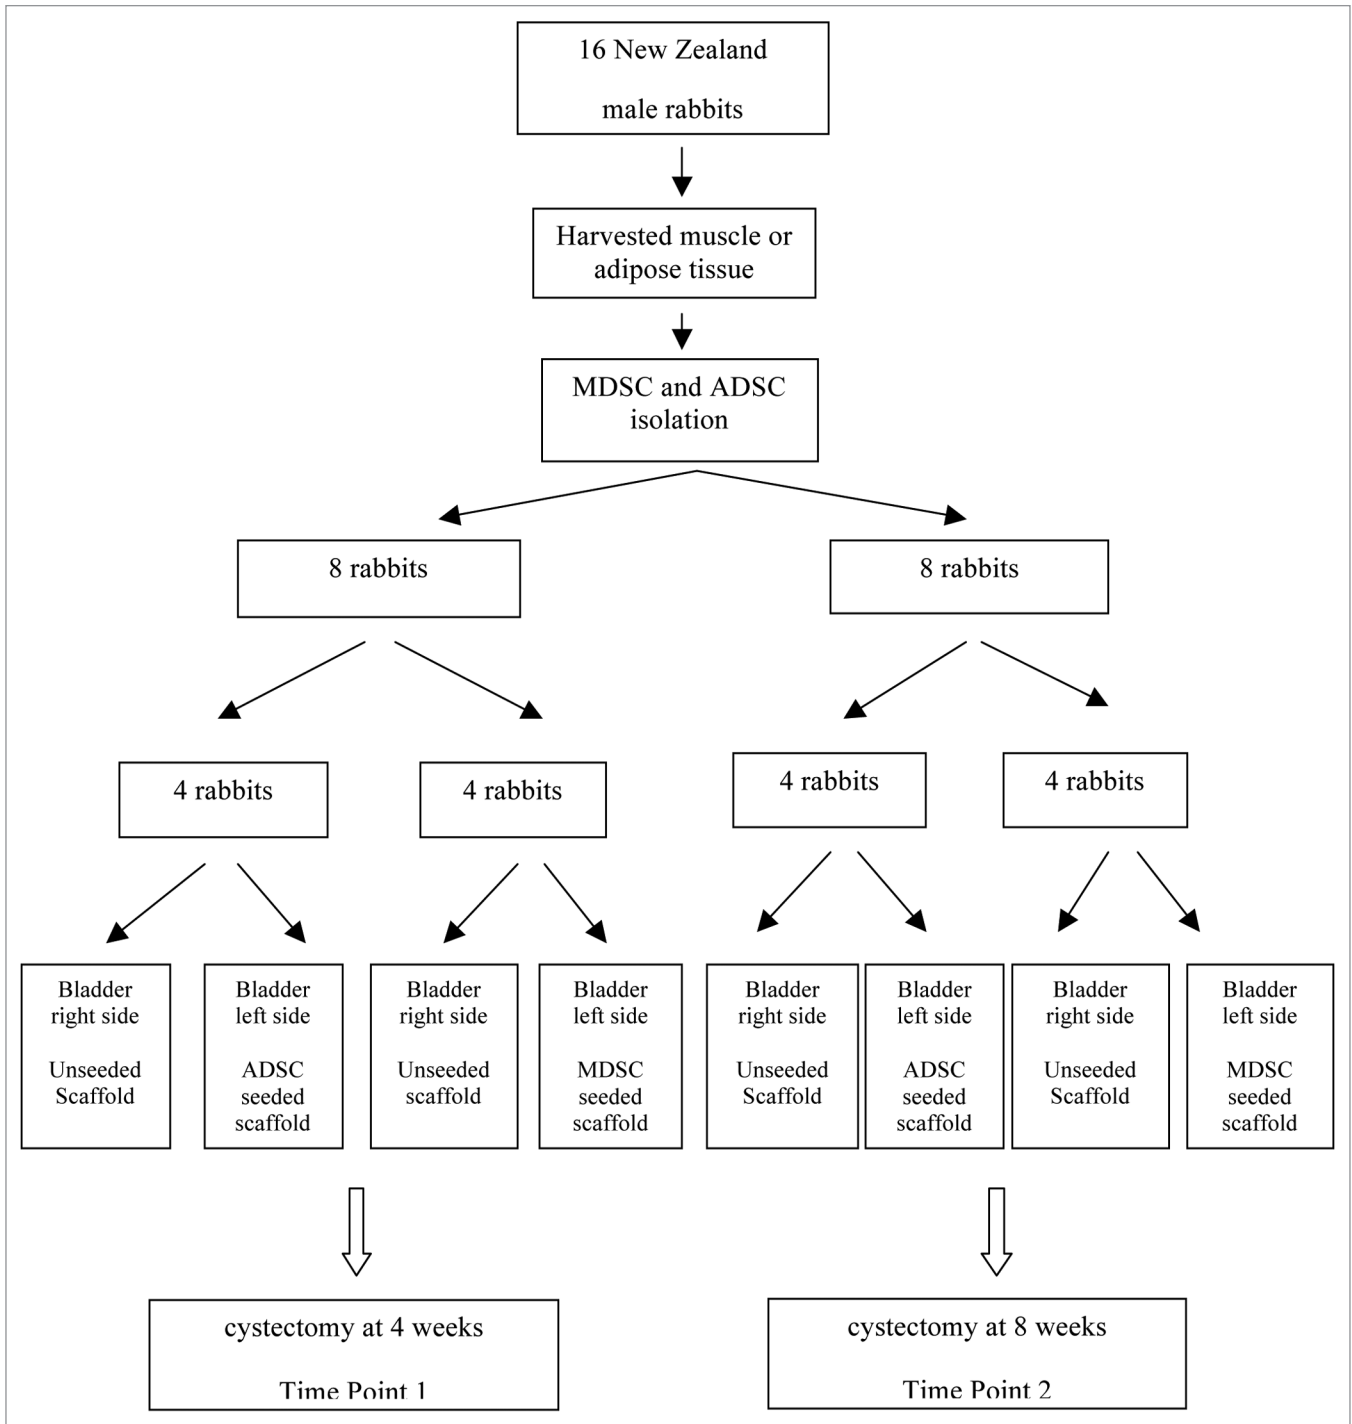 16 New Zealand
male rabbits
Harvested muscle or
adipose tissue
MDSC and ADSC
isolation
8 rabbits
8 rabbits
4 rabbits
4 rabbits
4 rabbits
4 rabbits
Bladder
right side
Unseeded
Scaffold
Bladder
left side
ADSC
seeded
scaffold
Bladder
right side
Unseeded
scaffold
Bladder
left side
MDSC
seeded
scaffold
Bladder
right side
Unseeded
Scaffold
Bladder
left side
ADSC
seeded
scaffold
Bladder
right side
Unseeded
Scaffold
Bladder
left side
MDSC
seeded
scaffold
cystectomy at 4 weeks
Time Point 1
cystectomy at 8 weeks
Time Point 2